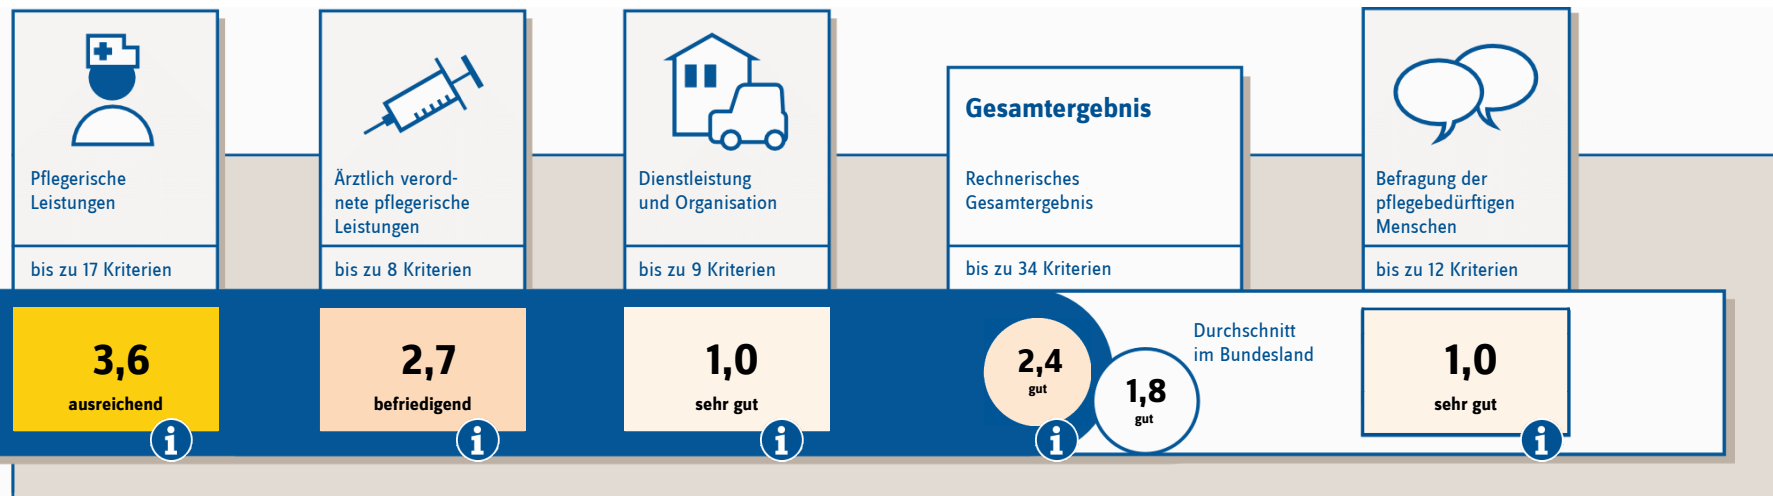 Pflegerische
Leistungen
bis zu 17 Kriterien
3,6
ausreichend
Ärztlich verord-
nete pflegerische
Leistungen
bis zu 8 Kriterien
2,7
befriedigend
Dienstleistung
und Organisation
bis zu 9 Kriterien
1,0
sehr gut
Gesamtergebnis
Rechnerisches
Gesamtergebnis
bis zu 34 Kriterien
2,4
gut
1,8
gut
Durchschnitt
im Bundesland
Befragung der
pflegebedürftigen
Menschen
bis zu 12 Kriterien
1,0
sehr gut
i
i
i
i
i